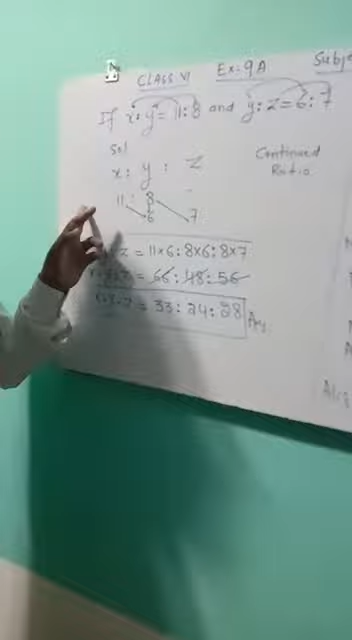 CLASS VI Ex:9A
If x:y = 11:8 and y:z = 6:7
Sol
Continued Ratio
x : y : z
11 : 8
6 7
z = 11×6 : 8×6 : 8×7
= 66 : 48 : 56
= 33 : 24 : 28 Ans